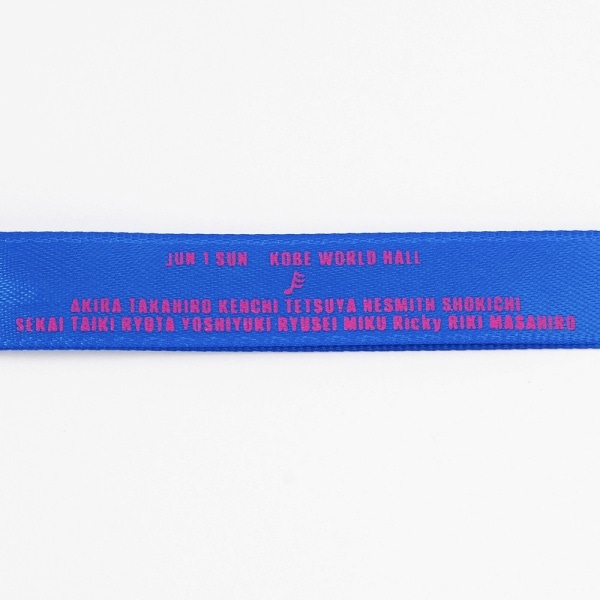 JUN 1 SUN KOBE WORLD HALL
AKIRA TAKAHIRO KENCHI TETSUYA NESMITH SHOKICHI
SEKAI TAIKI RYOTA YOSHIYUKI RYUSEI MIKU Ricky RIKI MASAHIRO